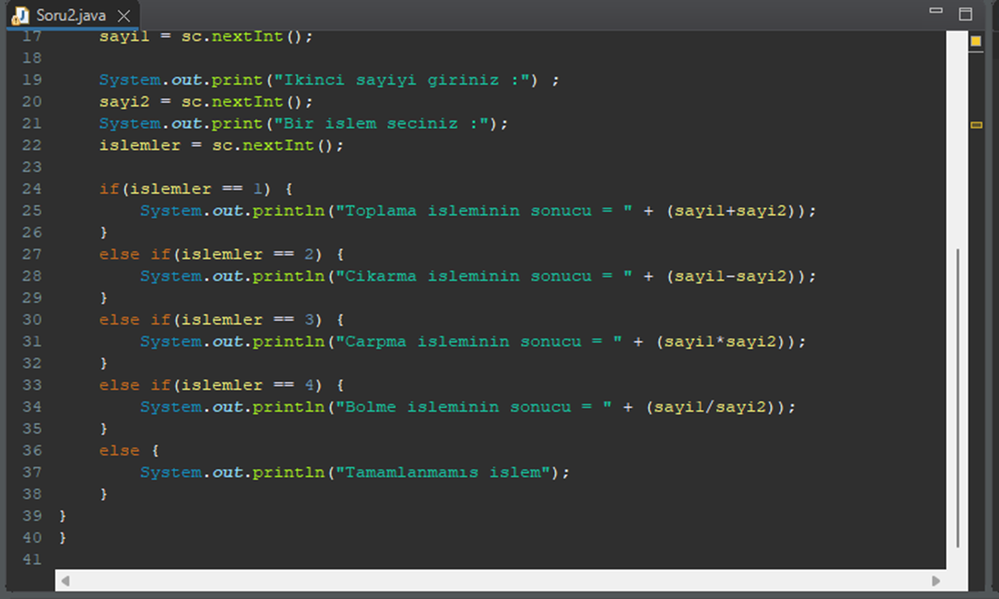 Soru2.java
17 sayi1 = sc.nextInt();
18
19 System.out.print("Ikinci sayiyi giriniz :") ;
20 sayi2 = sc.nextInt();
21 System.out.print("Bir islem seciniz :");
22 islemler = sc.nextInt();
23
24 if(islemler == 1) {
25 System.out.println("Toplama isleminin sonucu = " + (sayi1+sayi2));
26 }
27 else if(islemler == 2) {
28 System.out.println("Cikarma isleminin sonucu = " + (sayi1-sayi2));
29 }
30 else if(islemler == 3) {
31 System.out.println("Carpma isleminin sonucu = " + (sayi1*sayi2));
32 }
33 else if(islemler == 4) {
34 System.out.println("Bolme isleminin sonucu = " + (sayi1/sayi2));
35 }
36 else {
37 System.out.println("Tamamlanmamıs islem");
38 }
39 }
40 }
41